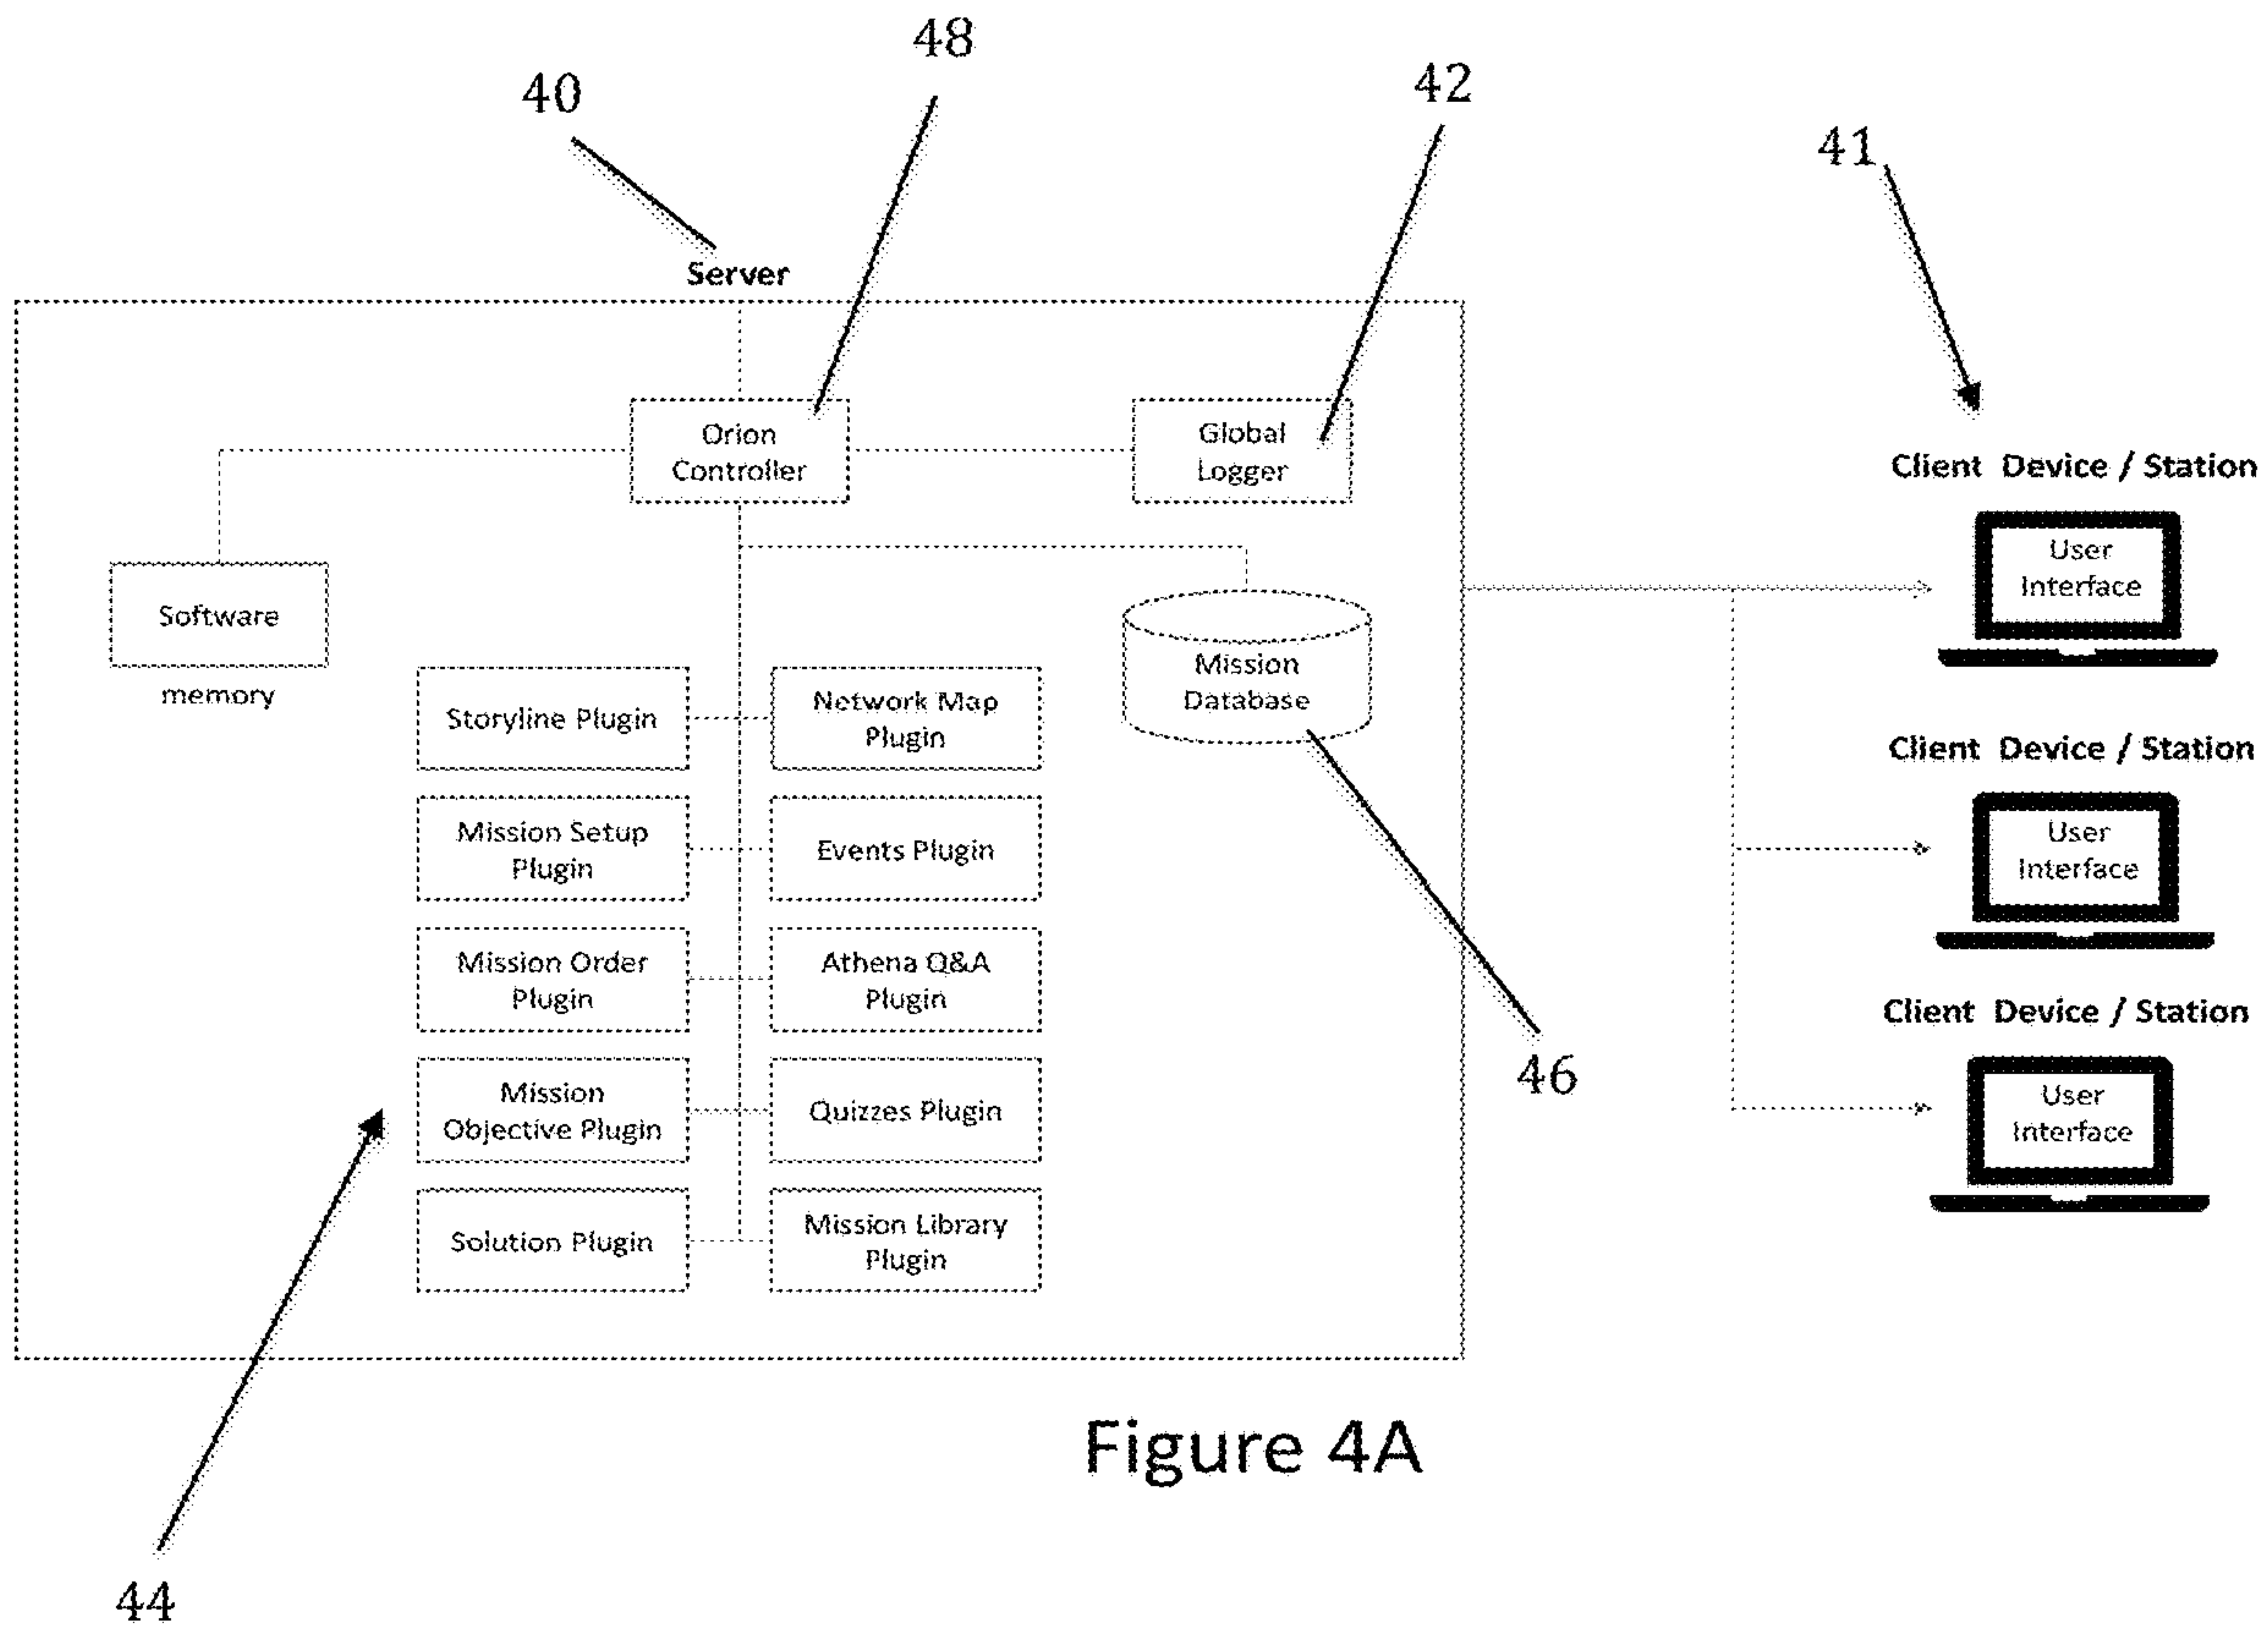 48
40
42
41
Server
Orion
Controller
Global
Logger
Client Device / Station
User
Interface
Software
memory
Mission
Database
Storyline Plugin
Network Map
Plugin
Client Device / Station
User
Interface
Mission Setup
Plugin
Events Plugin
Mission Order
Plugin
Athena Q&A
Plugin
Client Device / Station
User
Interface
46
Mission
Objective Plugin
Quizzes Plugin
Solution Plugin
Mission Library
Plugin
Figure 4A
44